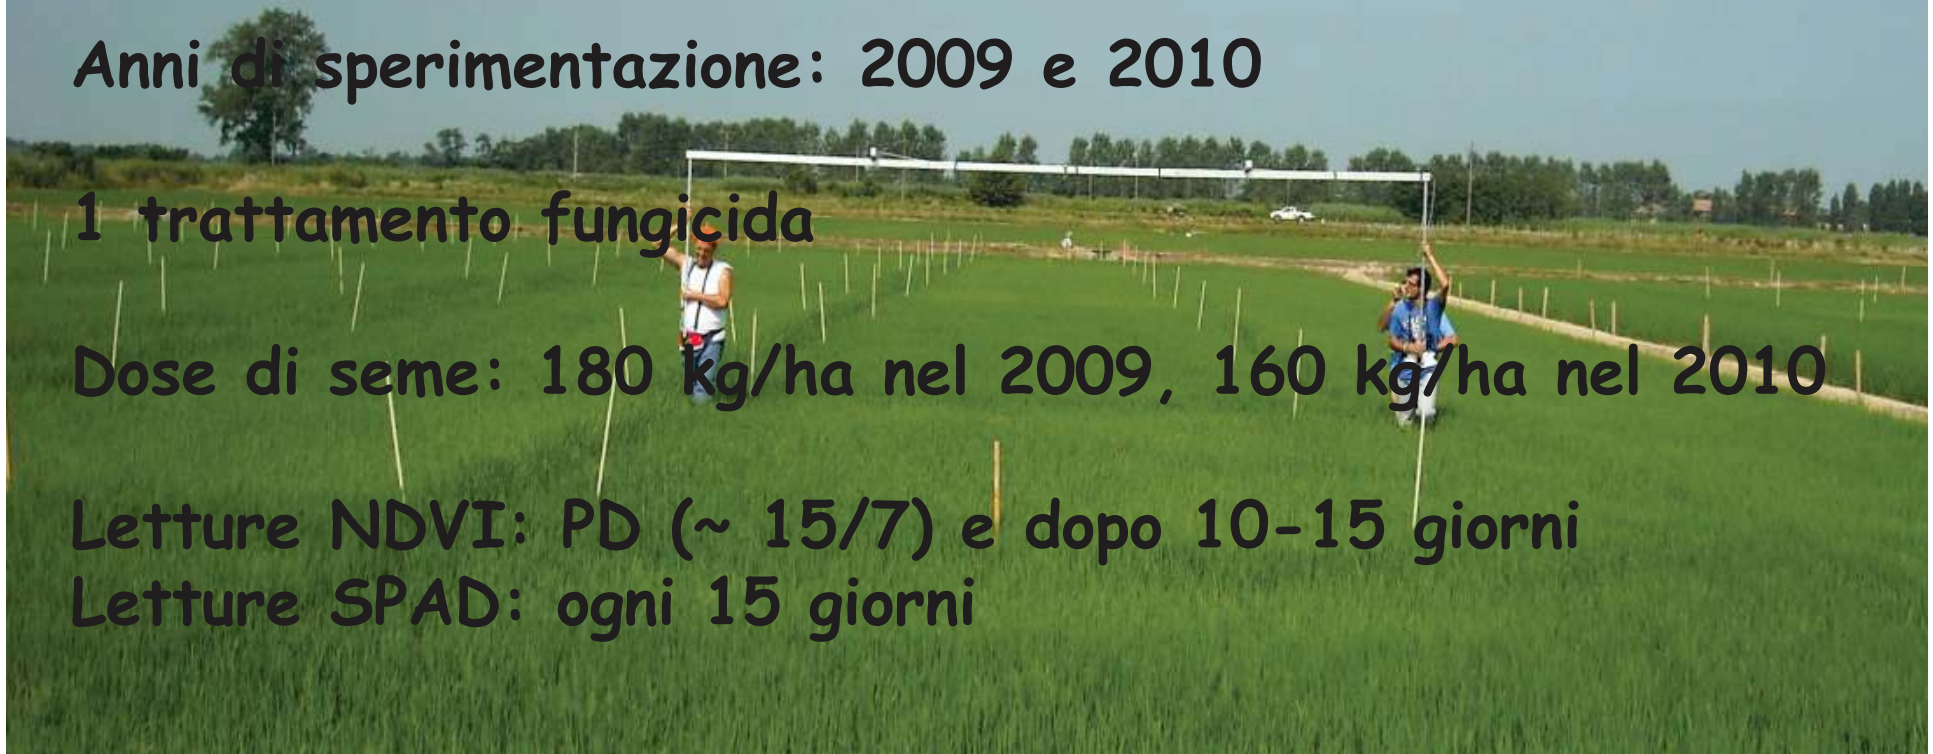 Anni di sperimentazione: 2009 e 2010
1 trattamento fungicida
Dose di seme: 180 kg/ha nel 2009, 160 kg/ha nel 2010
Letture NDVI: PD (~ 15/7) e dopo 10-15 giorni
Letture SPAD: ogni 15 giorni